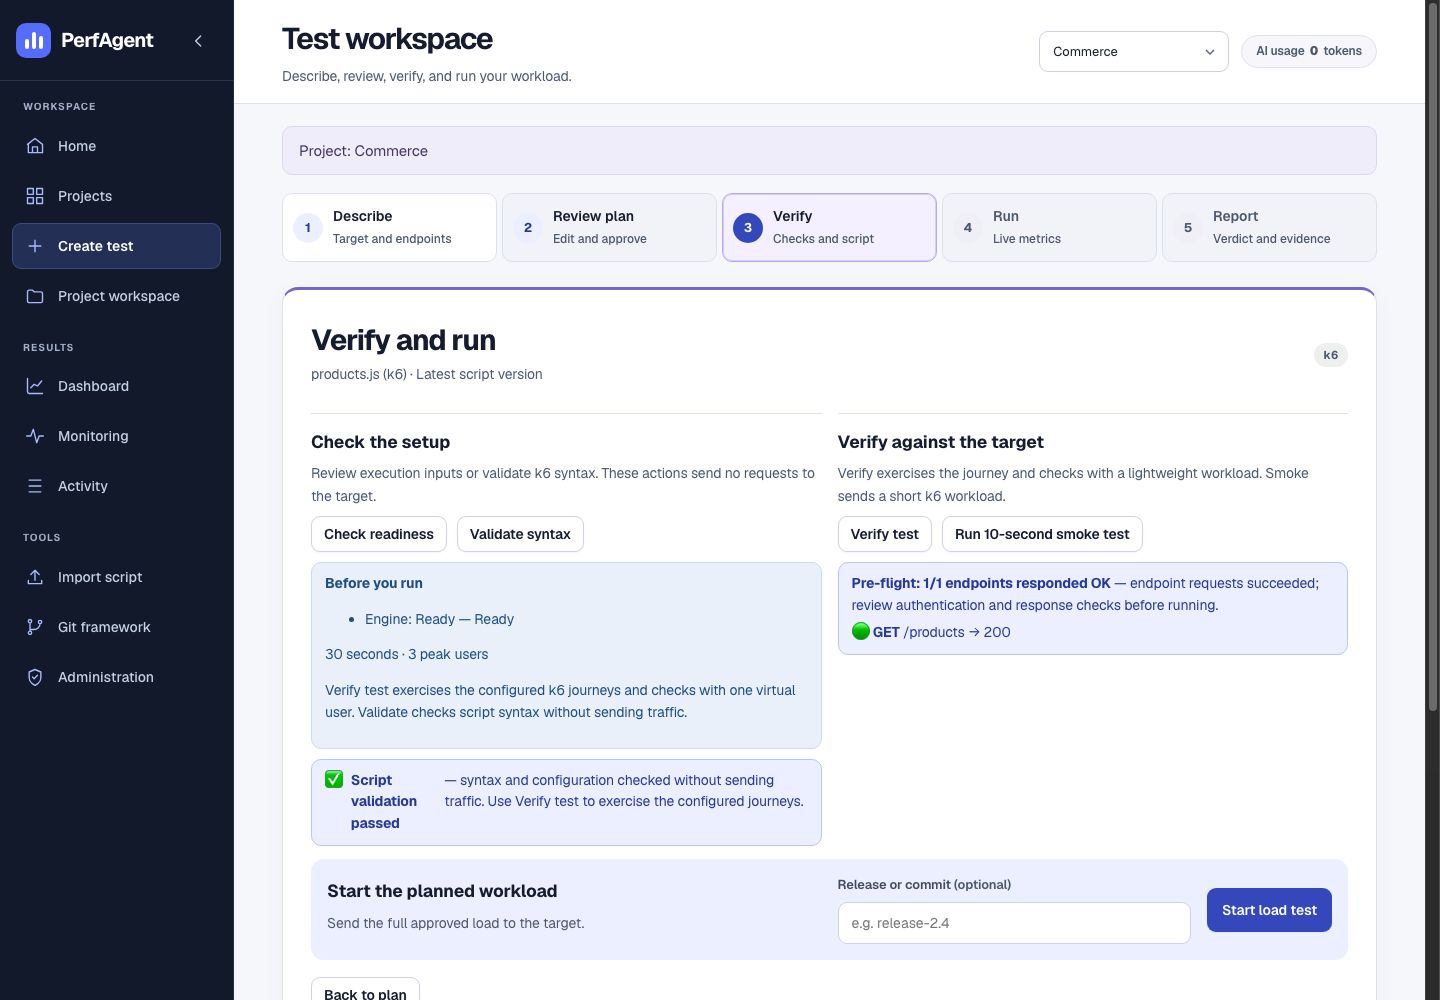 PerfAgent
WORKSPACE
Home
Projects
Create test
Project workspace
RESULTS
Dashboard
Monitoring
Activity
TOOLS
Import script
Git framework
Administration
Test workspace
Describe, review, verify, and run your workload.
Commerce
AI usage 0 tokens
Project: Commerce
1
Describe
Target and endpoints
2
Review plan
Edit and approve
3
Verify
Checks and script
4
Run
Live metrics
5
Report
Verdict and evidence
Verify and run
products.js (k6) · Latest script version
k6
Check the setup
Review execution inputs or validate k6 syntax. These actions send no requests to
the target.
Check readiness
Validate syntax
Before you run
• Engine: Ready — Ready
30 seconds · 3 peak users
Verify test exercises the configured k6 journeys and checks with one virtual
user. Validate checks script syntax without sending traffic.
✅ Script
validation
passed
— syntax and configuration checked without sending
traffic. Use Verify test to exercise the configured journeys.
Verify against the target
Verify exercises the journey and checks with a lightweight workload. Smoke
sends a short k6 workload.
Verify test
Run 10-second smoke test
Pre-flight: 1/1 endpoints responded OK — endpoint requests succeeded;
review authentication and response checks before running.
🟢 GET /products → 200
Start the planned workload
Send the full approved load to the target.
Release or commit (optional)
e.g. release-2.4
Start load test
Back to plan